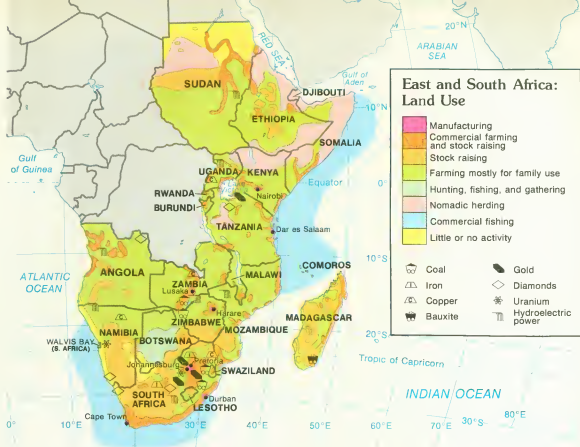 20°N
ARABIAN
SEA
RED SEA
Gulf of
Aden
SUDAN
DJIBOUTI
10°N
ETHIOPIA
SOMALIA
Gulf
of Guinea
UGANDA
KENYA
Equator
0°
RWANDA
Nairobi
BURUNDI
TANZANIA
Dar es Salaam
10°S
ATLANTIC
OCEAN
ANGOLA
ZAMBIA
Lusaka
MALAWI
COMOROS
Harare
ZIMBABWE
MOZAMBIQUE
MADAGASCAR
NAMIBIA
BOTSWANA
20°S
WALVIS BAY
(S. AFRICA)
Tropic of Capricorn
Johannesburg
Pretoria
SWAZILAND
SOUTH
AFRICA
Durban
LESOTHO
INDIAN OCEAN
Cape Town
0°
10°E
20°E
30°E
40°E
50°E
60°E
70°E
30°S
80°E
East and South Africa:
Land Use
Manufacturing
Commercial farming
and stock raising
Stock raising
Farming mostly for family use
Hunting, fishing, and gathering
Nomadic herding
Commercial fishing
Little or no activity
Coal
Gold
Iron
Diamonds
Copper
Uranium
Bauxite
Hydroelectric
power